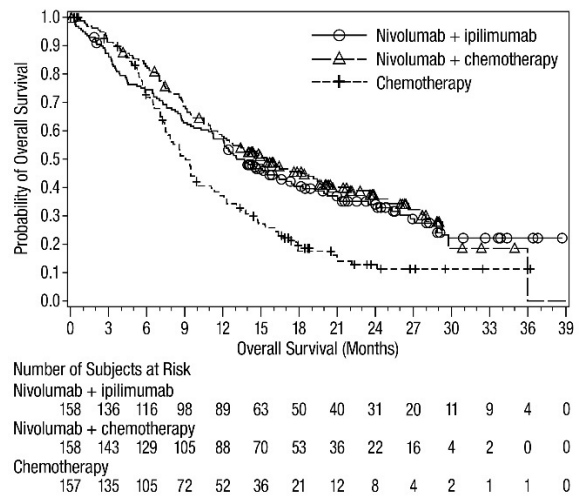 Probability of Overall Survival
1.0
0.9
0.8
0.7
0.6
0.5
0.4
0.3
0.2
0.1
0.0
Nivolumab + ipilimumab
Nivolumab + chemotherapy
Chemotherapy
0 3 6 9 12 15 18 21 24 27 30 33 36 39
Overall Survival (Months)
Number of Subjects at Risk
Nivolumab + ipilimumab
158 136 116 98 89 63 50 40 31 20 11 9 4 0
Nivolumab + chemotherapy
158 143 129 105 88 70 53 36 22 16 4 2 0 0
Chemotherapy
157 135 105 72 52 36 21 12 8 4 2 1 1 0